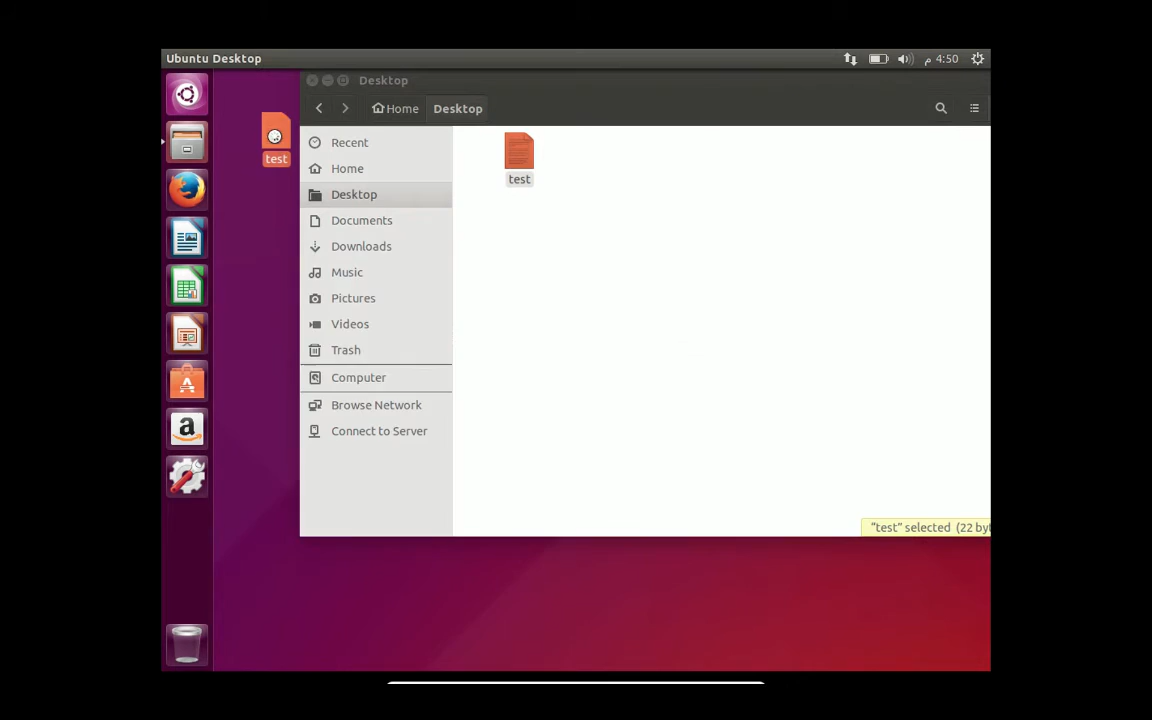 Ubuntu Desktop
م 4:50
Desktop
Home
Desktop
test
test
Recent
Home
Desktop
Documents
Downloads
Music
Pictures
Videos
Trash
Computer
Browse Network
Connect to Server
“test” selected (22 byt